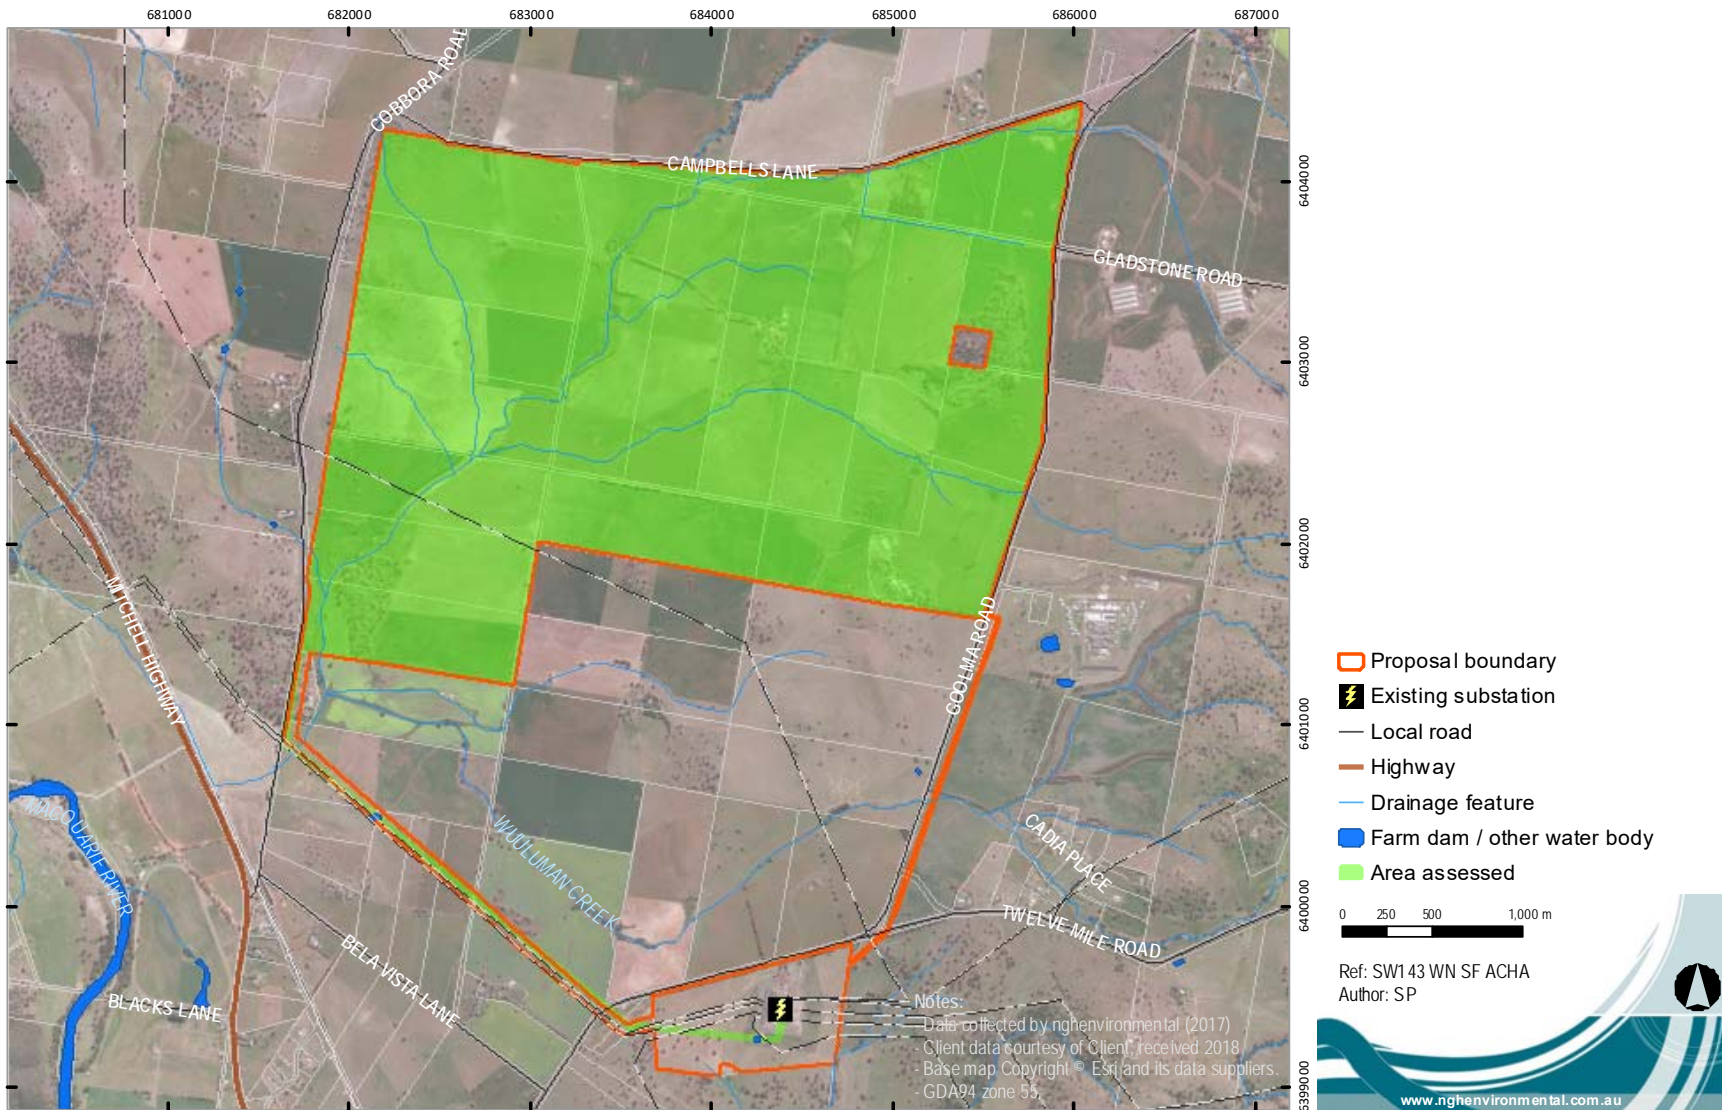 681000 682000 683000 684000 685000 686000 687000
COBBORA ROAD
CAMPBELLS LANE
6404000
GLADSTONE ROAD
6403000
6402000
MITCHELL HIGHWAY
GOOLMA ROAD
6401000
MACQUARIE RIVER
WUULUMAN CREEK
CADIA PLACE
6400000
TWELVE MILE ROAD
BELA VISTA LANE
BLACKS LANE
6399000
Notes:
- Data collected by nghenvironmental (2017)
- Client data courtesy of Client, received 2018
- Base map Copyright © Esri and its data suppliers.
- GDA94 zone 55
Proposal boundary
Existing substation
Local road
Highway
Drainage feature
Farm dam / other water body
Area assessed
0 250 500 1,000 m
Ref: SW143 WN SF ACHA
Author: SP
www.nghenvironmental.com.au